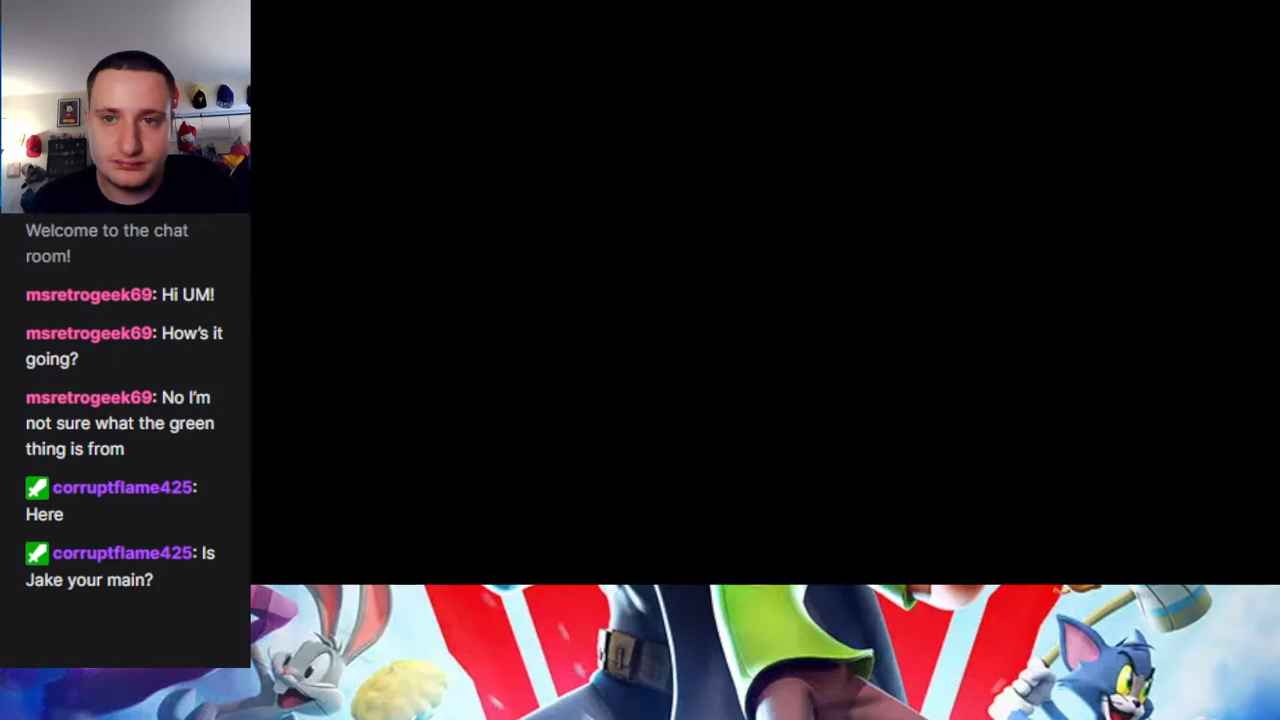 Welcome to the chat
room!
msretrogeek69: Hi UM!
msretrogeek69: How's it
going?
msretrogeek69: No I'm
not sure what the green
thing is from
corruptflame425:
Here
corruptflame425: Is
Jake your main?